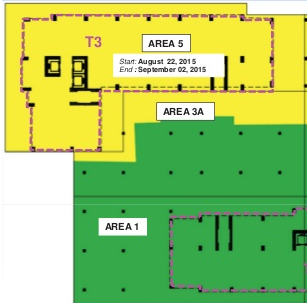 T3
AREA 5
Start: August 22, 2015
End : September 02, 2015
AREA 3A
AREA 1